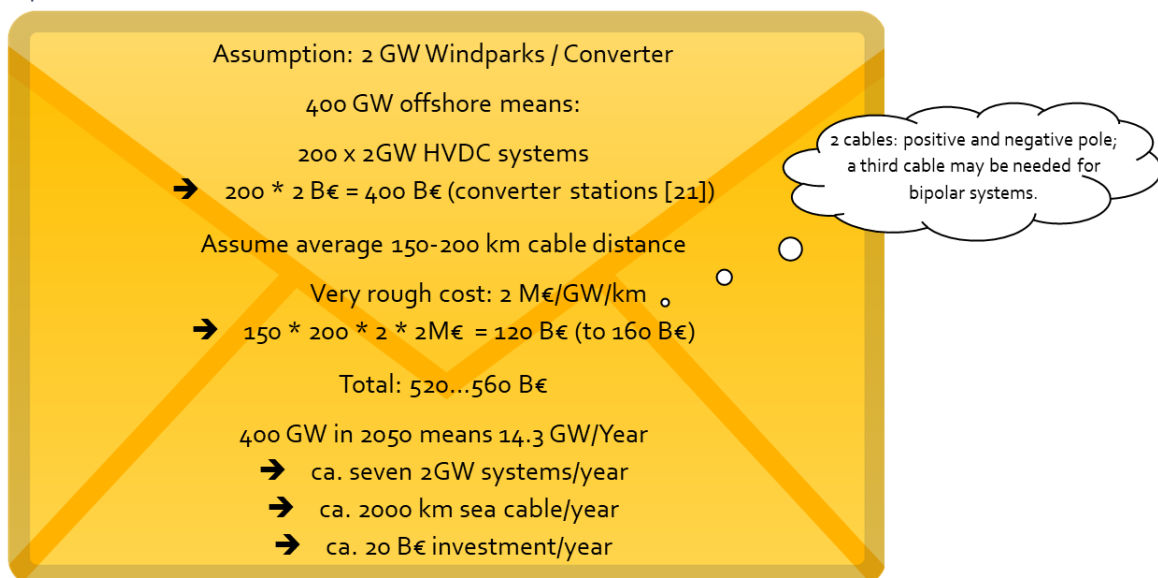 Assumption: 2 GW Windparks / Converter
400 GW offshore means:
200 x 2GW HVDC systems
➔ 200 * 2 B€ = 400 B€ (converter stations [21])
Assume average 150-200 km cable distance
Very rough cost: 2 M€/GW/km
➔ 150 * 200 * 2 * 2M€ = 120 B€ (to 160 B€)
Total: 520...560 B€
400 GW in 2050 means 14.3 GW/Year
➔ ca. seven 2GW systems/year
➔ ca. 2000 km sea cable/year
➔ ca. 20 B€ investment/year
2 cables: positive and negative pole;
a third cable may be needed for
bipolar systems.